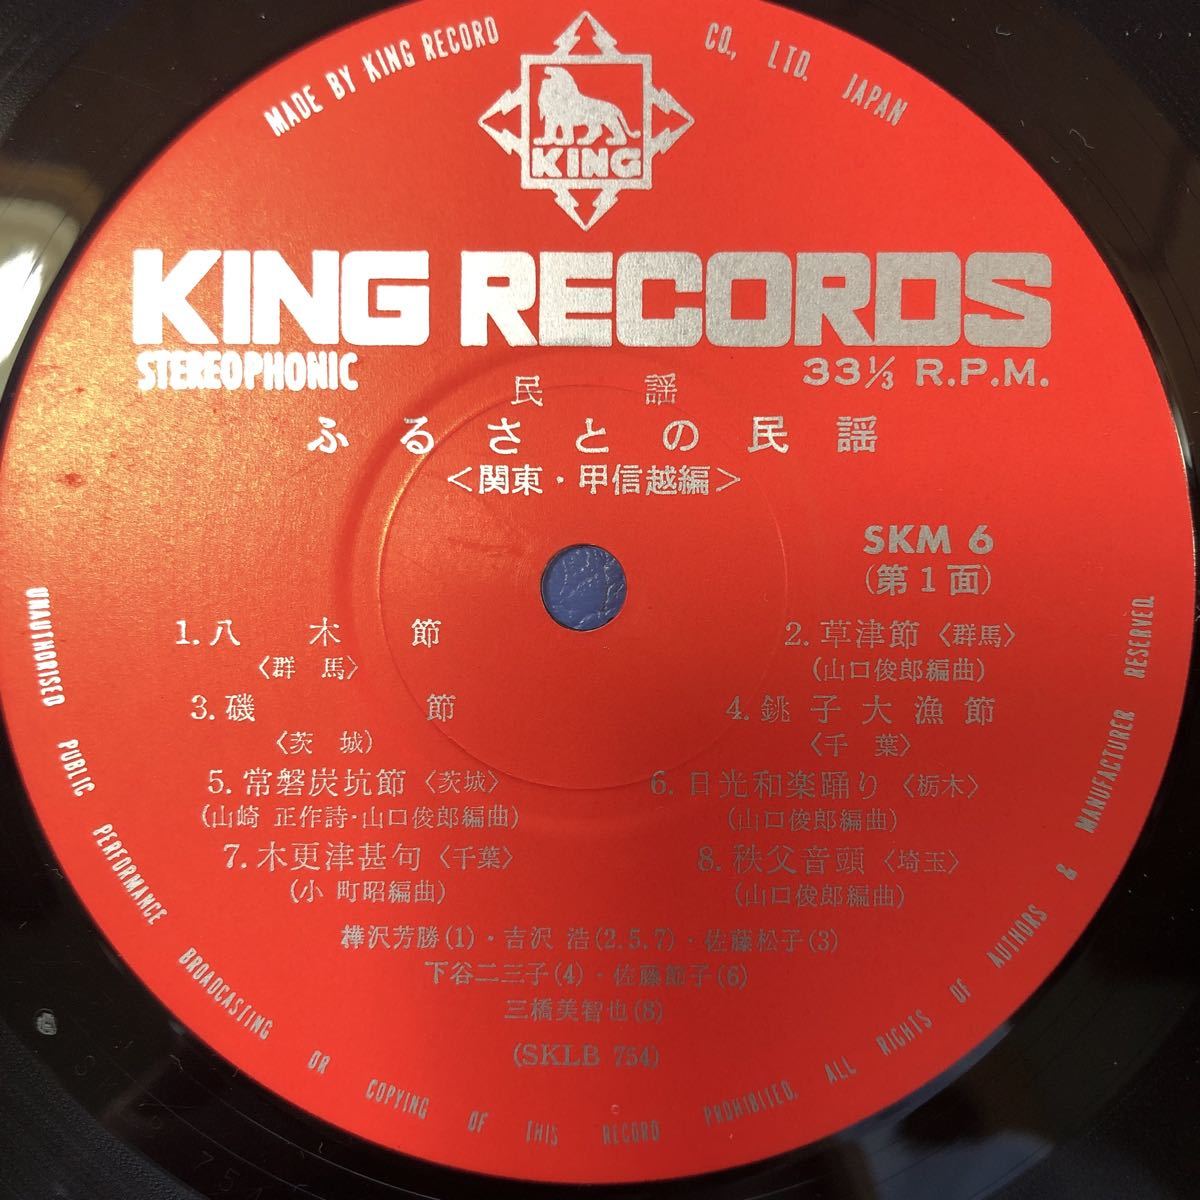 MADE BY KING RECORD CO., LTD. JAPAN
KING
KING RECORDS
STEREOPHONIC
33⅓ R.P.M.
民謡
ふるさとの民謡
<関東・甲信越編>
SKM 6
(第1面)
1. 八木節
〈群馬〉
2. 草津節〈群馬〉
(山口俊郎編曲)
3. 磯節
〈茨城〉
4. 銚子大漁節
〈千葉〉
5. 常磐炭坑節〈茨城〉
(山崎 正作詩・山口俊郎編曲)
6. 日光和楽踊り〈栃木〉
(山口俊郎編曲)
7. 木更津甚句〈千葉〉
(小町昭編曲)
8. 秩父音頭〈埼玉〉
(山口俊郎編曲)
樺沢芳勝(1)・吉沢 浩(2.5.7)・佐藤松子(3)
下谷二三子(4)・佐藤節子(6)
三橋美智也(8)
(SKLB 754)
UNAUTHORISED PUBLIC PERFORMANCE BROADCASTING OR COPYING OF THIS RECORD PROHIBITED, ALL RIGHTS OF AUTHORS & MANUFACTURER RESERVED.